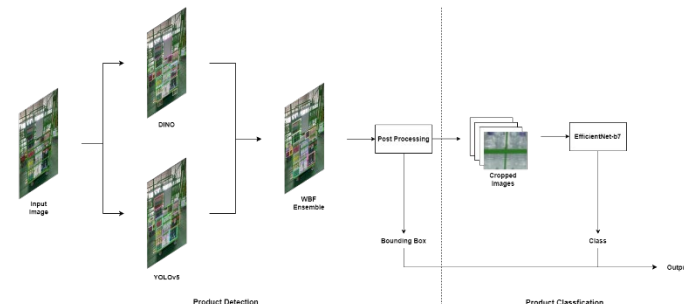 Input
Image
DINO
YOLOv5
WBF
Ensemble
Post Processing
Bounding Box
Cropped
Images
EfficientNet-b7
Class
Output
Product Detection
Product Classfication